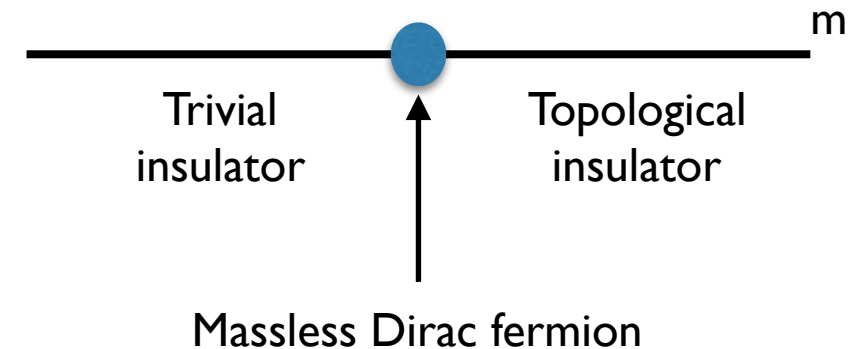 m
Trivial
insulator
Topological
insulator
Massless Dirac fermion